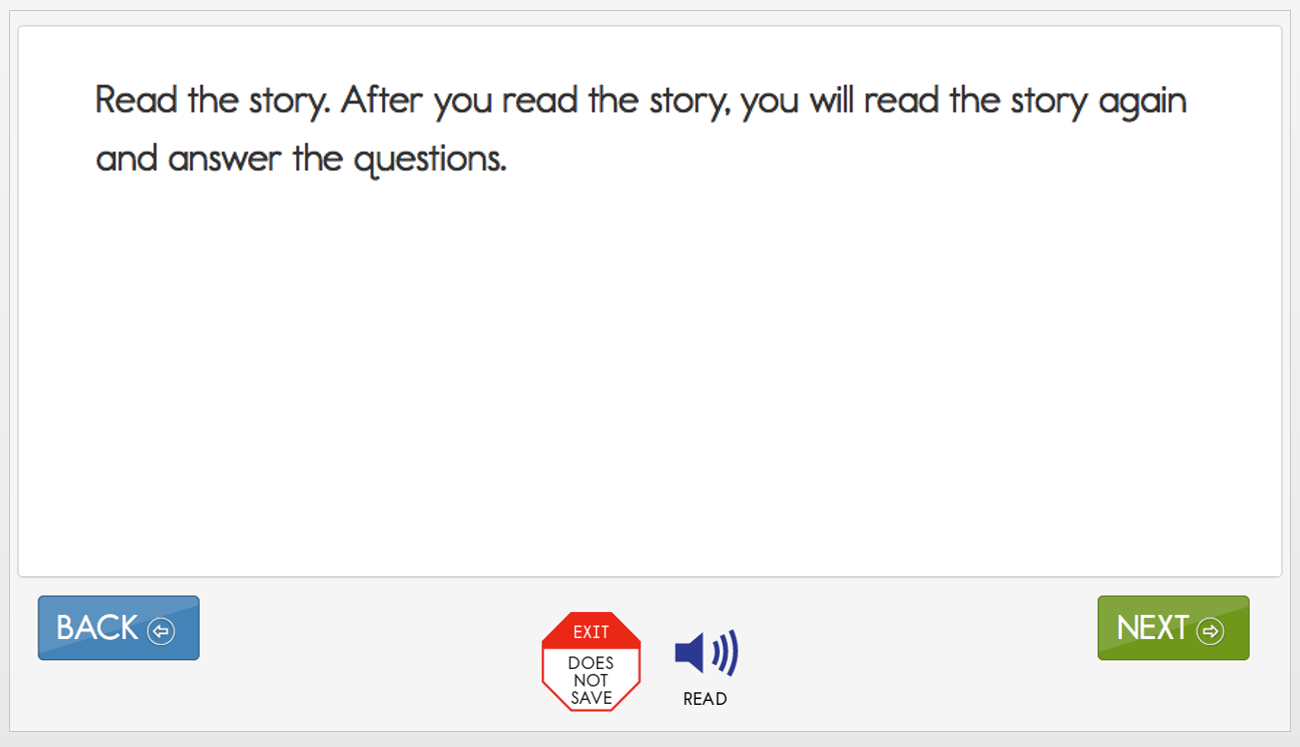 Read the story. After you read the story, you will read the story again
and answer the questions.
BACK
EXIT
DOES
NOT
SAVE
READ
NEXT